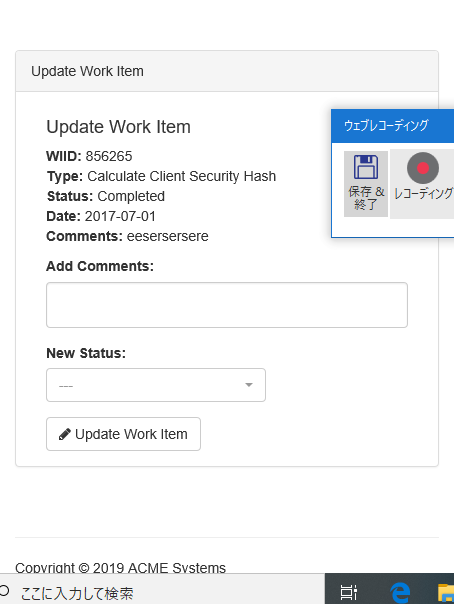 Update Work Item
Update Work Item
WIID: 856265
Type: Calculate Client Security Hash
Status: Completed
Date: 2017-07-01
Comments: eesersersere
Add Comments:
New Status:
---
Update Work Item
ウェブレコーディング
保存 &
終了
レコーディング
Copyright © 2019 ACME Systems
ここに入力して検索